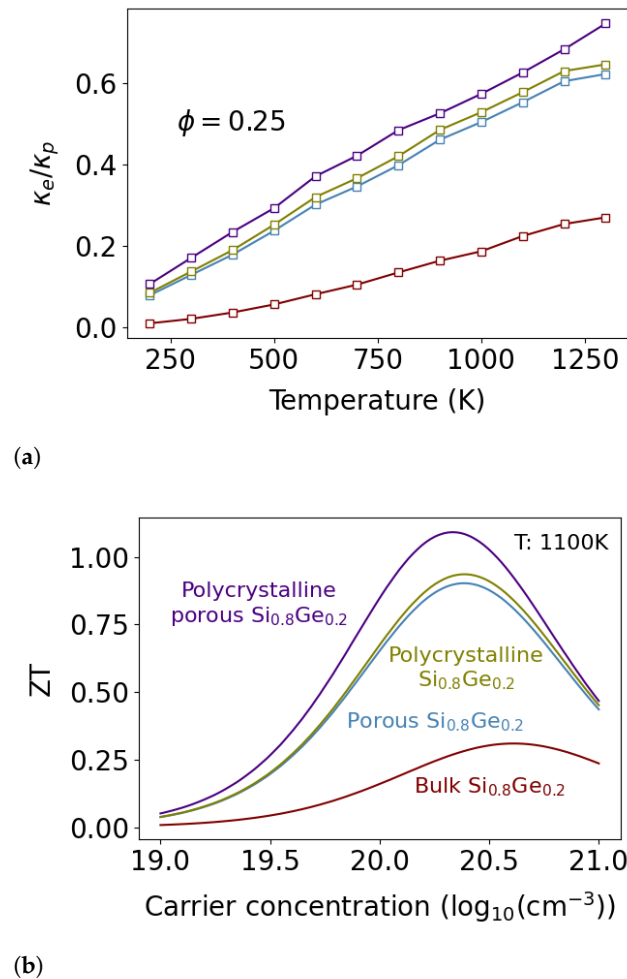 0.6
0.4
0.2
0.0
κₑ/κₚ
ϕ = 0.25
250 500 750 1000 1250
Temperature (K)
(a)
1.00
0.75
0.50
0.25
0.00
ZT
T: 1100K
Polycrystalline
porous Si₀.₈Ge₀.₂
Polycrystalline
Si₀.₈Ge₀.₂
Porous Si₀.₈Ge₀.₂
Bulk Si₀.₈Ge₀.₂
19.0 19.5 20.0 20.5 21.0
Carrier concentration (log₁₀(cm⁻³))
(b)